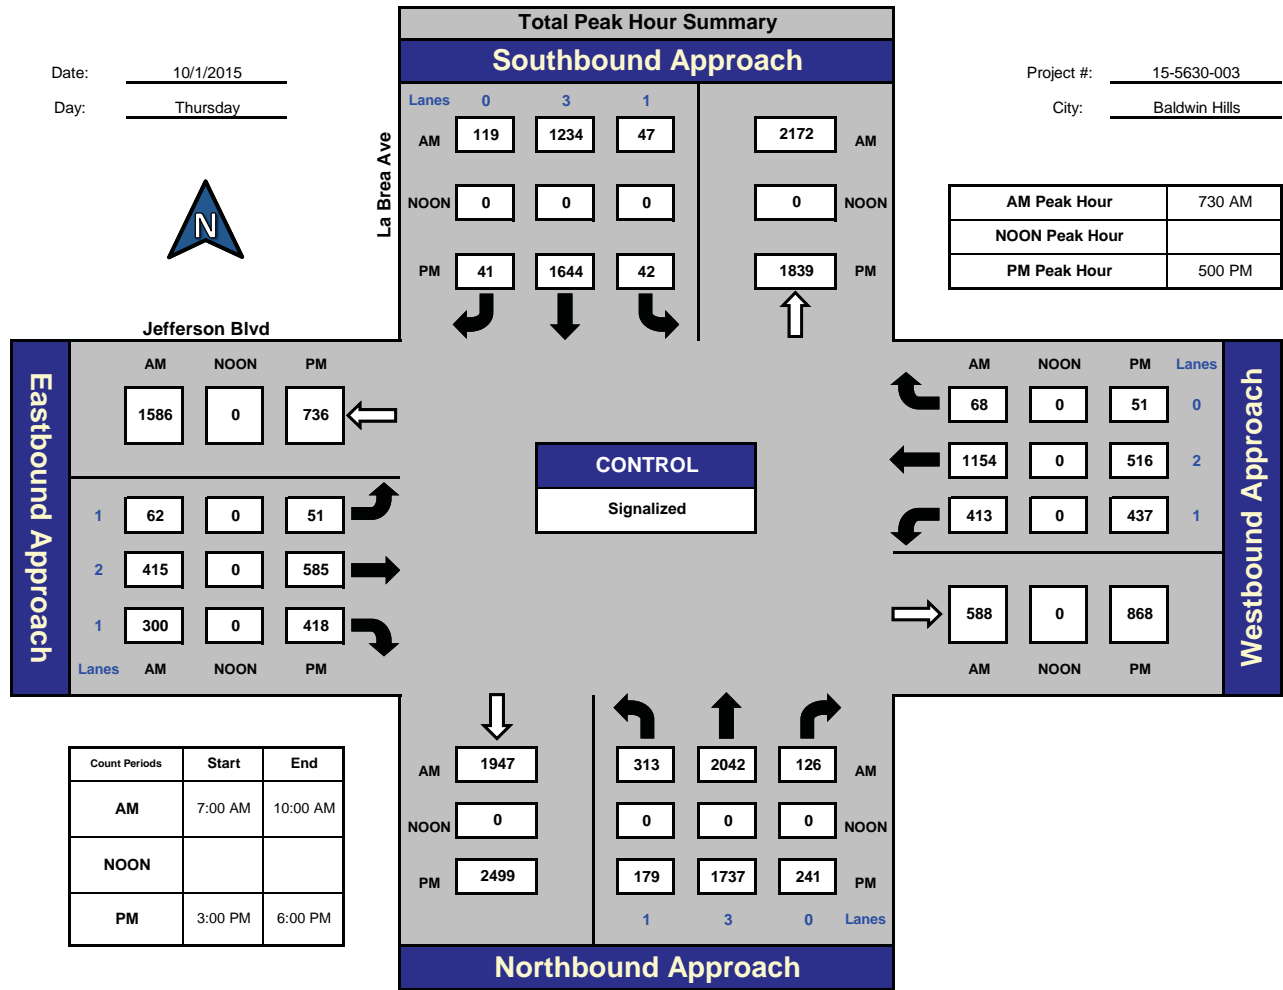 Total Peak Hour Summary
Southbound Approach
Date: 10/1/2015
Day: Thursday
Project #: 15-5630-003
City: Baldwin Hills
N
La Brea Ave
Lanes 0 3 1
AM 119 1234 47 2172 AM
NOON 0 0 0 0 NOON
PM 41 1644 42 1839 PM
AM Peak Hour 730 AM
NOON Peak Hour
PM Peak Hour 500 PM
Jefferson Blvd
Eastbound Approach
AM NOON PM
1586 0 736
1 62 0 51
2 415 0 585
1 300 0 418
Lanes AM NOON PM
CONTROL
Signalized
AM NOON PM Lanes
68 0 51 0
1154 0 516 2
413 0 437 1
588 0 868
AM NOON PM
Westbound Approach
Count Periods Start End
AM 7:00 AM 10:00 AM
NOON
PM 3:00 PM 6:00 PM
AM 1947 313 2042 126 AM
NOON 0 0 0 0 NOON
PM 2499 179 1737 241 PM
1 3 0 Lanes
Northbound Approach